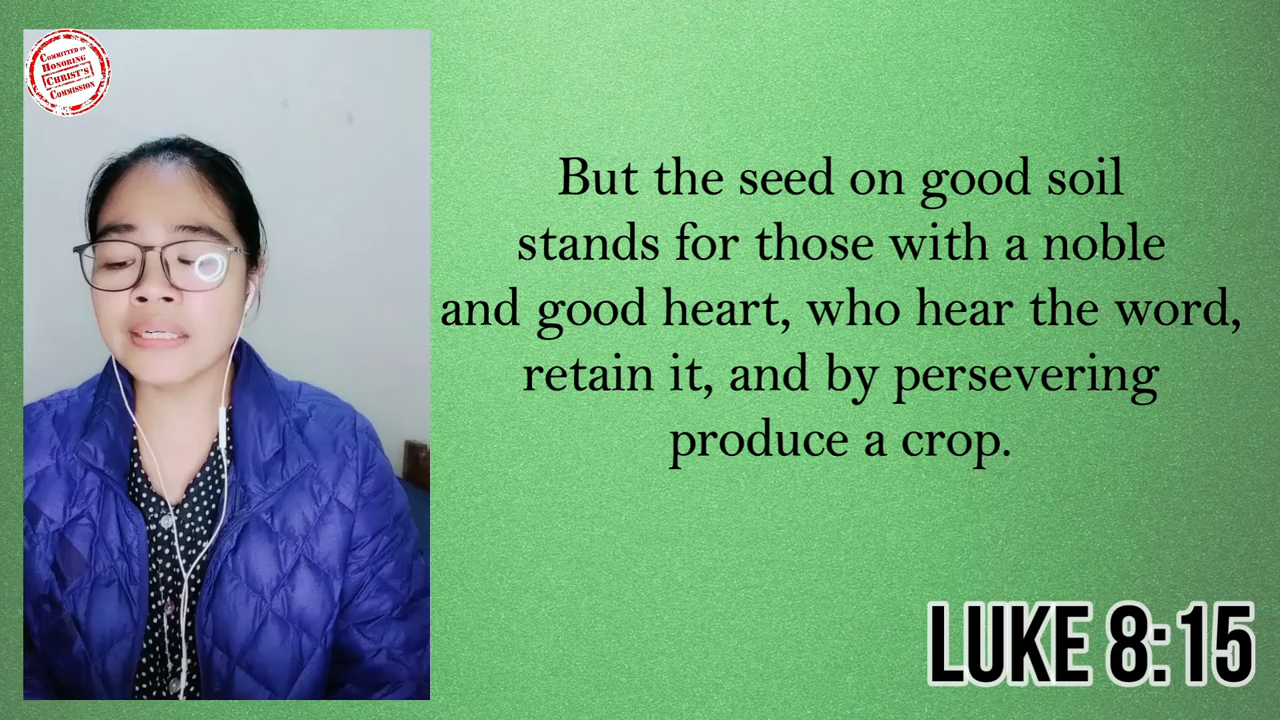 COMMITTED TO
HONORING
CHRIST'S
COMMISSION
But the seed on good soil
stands for those with a noble
and good heart, who hear the word,
retain it, and by persevering
produce a crop.
LUKE 8:15